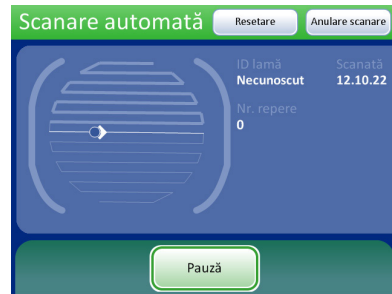 Scanare automată
Resetare
Anulare scanare
ID lamă
Scanată
Necunoscut
12.10.22
Nr. repere
0
Pauză